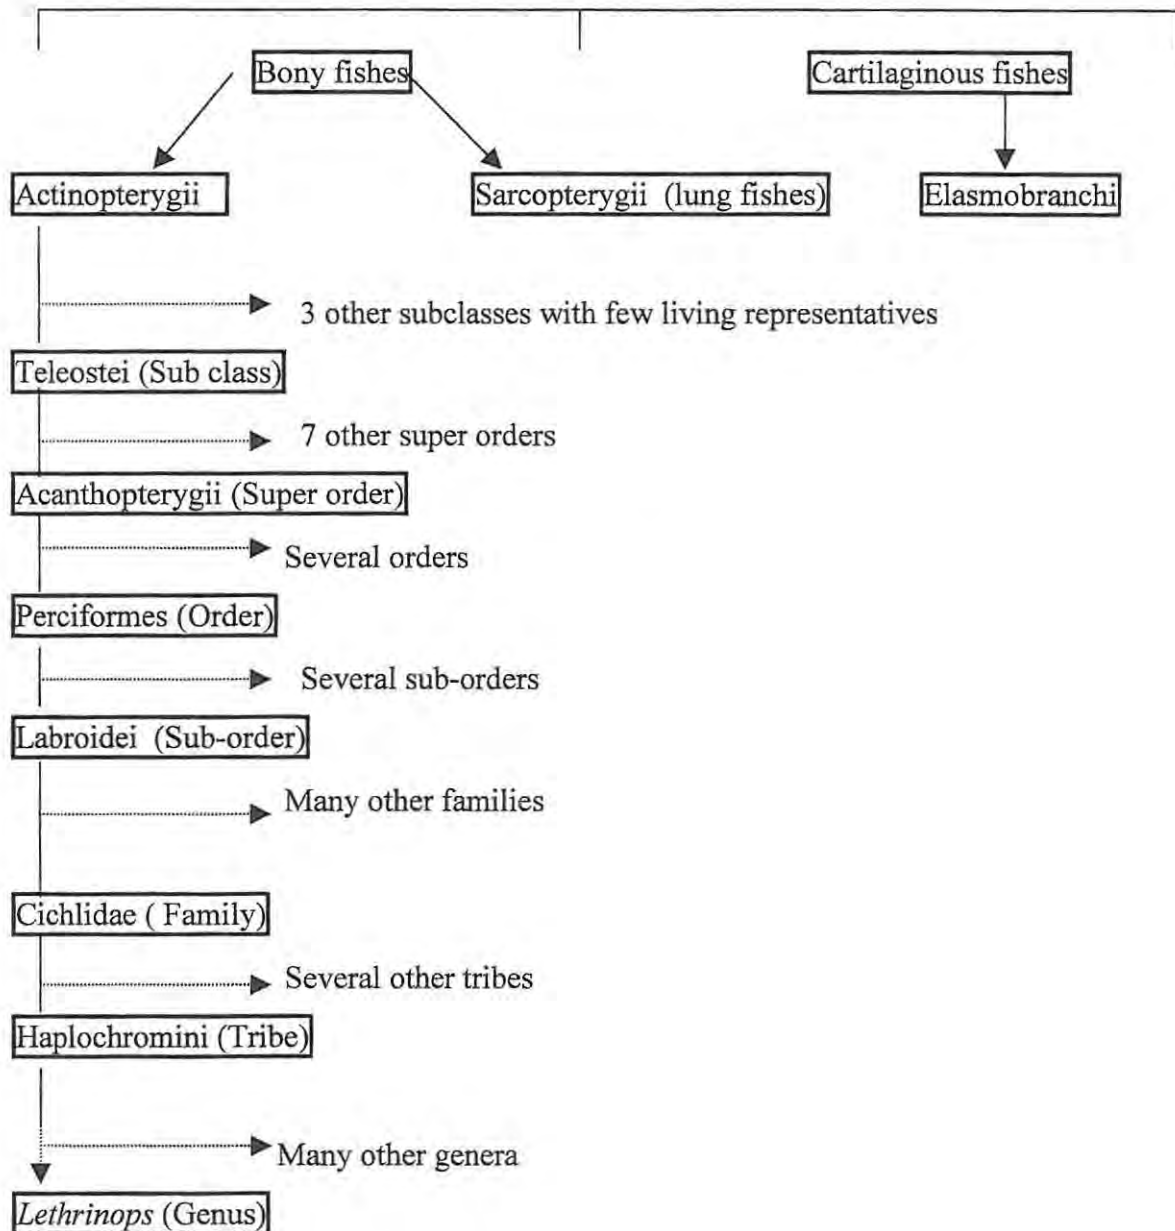 Bony fishes
Cartilaginous fishes
Actinopterygii
Sarcopterygii (lung fishes)
Elasmobranchi
3 other subclasses with few living representatives
Teleostei (Sub class)
7 other super orders
Acanthopterygii (Super order)
Several orders
Perciformes (Order)
Several sub-orders
Labroidei (Sub-order)
Many other families
Cichlidae ( Family)
Several other tribes
Haplochromini (Tribe)
Many other genera
Lethrinops (Genus)